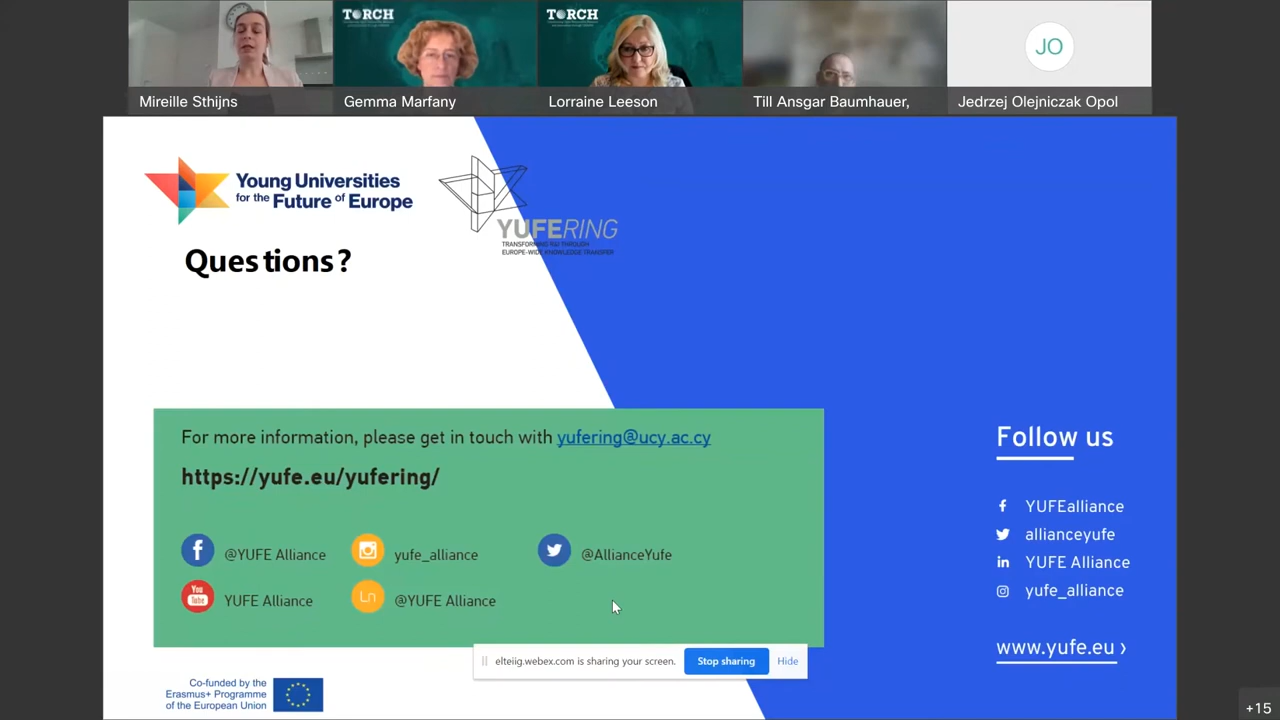 TORCH
TORCH
JO
Mireille Sthijns
Gemma Marfany
Lorraine Leeson
Till Ansgar Baumhauer,
Jedrzej Olejniczak Opol
Young Universities
for the Future of Europe
YUFERING
TRANSFORMING R&I THROUGH
EUROPE-WIDE KNOWLEDGE TRANSFER
Questions?
For more information, please get in touch with yufering@ucy.ac.cy
https://yufe.eu/yufering/
@YUFE Alliance
yufe_alliance
@AllianceYufe
You Tube
YUFE Alliance
Ln
@YUFE Alliance
Follow us
YUFEalliance
allianceyufe
in YUFE Alliance
yufe_alliance
www.yufe.eu ›
elteiig.webex.com is sharing your screen.
Stop sharing
Hide
Co-funded by the
Erasmus+ Programme
of the European Union
+15